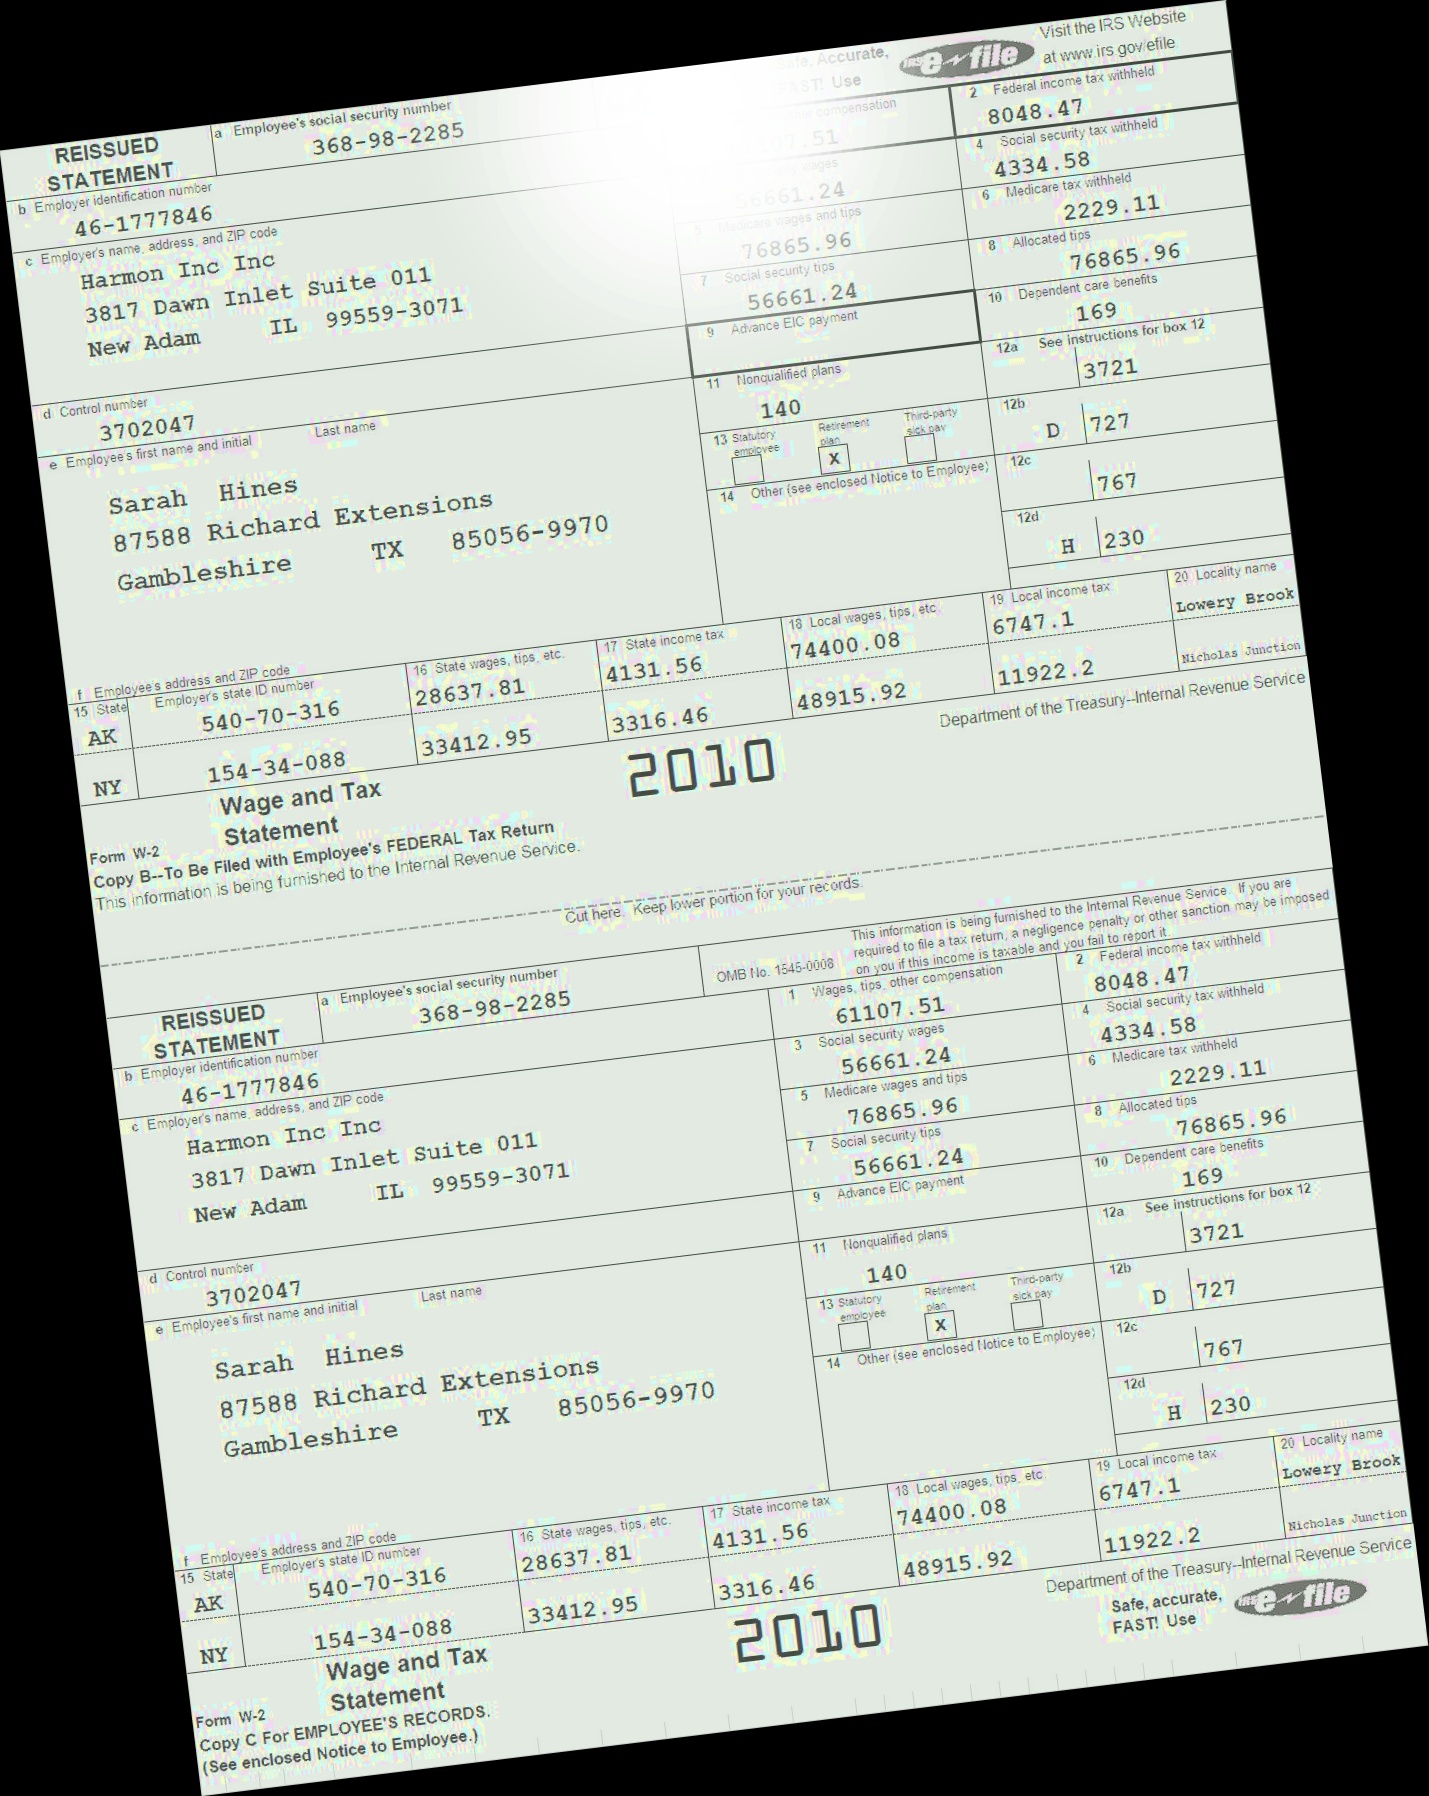 Visit the IRS Website
Safe, Accurate, IRS e-file at www.irs.gov/efile
FAST! Use
REISSUED STATEMENT
a Employee's social security number
368-98-2285
compensation
07.51
2 Federal income tax withheld
8048.47
b Employer identification number
46-1777846
wages
56661.24
4 Social security tax withheld
4334.58
c Employer's name, address, and ZIP code
Harmon Inc Inc
3817 Dawn Inlet Suite 011
New Adam IL 99559-3071
5 Medicare wages and tips
76865.96
6 Medicare tax withheld
2229.11
7 Social security tips
56661.24
8 Allocated tips
76865.96
9 Advance EIC payment
10 Dependent care benefits
169
d Control number
3702047
11 Nonqualified plans
140
12a See instructions for box 12
3721
e Employee's first name and initial Last name
Sarah Hines
87588 Richard Extensions
Gambleshire TX 85056-9970
13 Statutory employee Retirement plan Third-party sick pay
X
12b
D 727
14 Other (see enclosed Notice to Employee)
12c
767
12d
H 230
f Employee's address and ZIP code
15 State Employer's state ID number
16 State wages, tips, etc.
17 State income tax
18 Local wages, tips, etc.
19 Local income tax
20 Locality name
AK 540-70-316 28637.81 4131.56 74400.08 6747.1 Lowery Brook
NY 154-34-088 33412.95 3316.46 48915.92 11922.2 Nicholas Junction
Wage and Tax
Statement
2010
Department of the Treasury--Internal Revenue Service
Form W-2
Copy B--To Be Filed with Employee's FEDERAL Tax Return
This information is being furnished to the Internal Revenue Service.
Cut here. Keep lower portion for your records.
REISSUED STATEMENT
a Employee's social security number
368-98-2285
OMB No. 1545-0008
This information is being furnished to the Internal Revenue Service. If you are
required to file a tax return, a negligence penalty or other sanction may be imposed
on you if this income is taxable and you fail to report it.
1 Wages, tips, other compensation
61107.51
2 Federal income tax withheld
8048.47
b Employer identification number
46-1777846
3 Social security wages
56661.24
4 Social security tax withheld
4334.58
c Employer's name, address, and ZIP code
Harmon Inc Inc
3817 Dawn Inlet Suite 011
New Adam IL 99559-3071
5 Medicare wages and tips
76865.96
6 Medicare tax withheld
2229.11
7 Social security tips
56661.24
8 Allocated tips
76865.96
9 Advance EIC payment
10 Dependent care benefits
169
d Control number
3702047
11 Nonqualified plans
140
12a See instructions for box 12
3721
e Employee's first name and initial Last name
Sarah Hines
87588 Richard Extensions
Gambleshire TX 85056-9970
13 Statutory employee Retirement plan Third-party sick pay
X
12b
D 727
14 Other (see enclosed Notice to Employee)
12c
767
12d
H 230
f Employee's address and ZIP code
15 State Employer's state ID number
16 State wages, tips, etc.
17 State income tax
18 Local wages, tips, etc.
19 Local income tax
20 Locality name
AK 540-70-316 28637.81 4131.56 74400.08 6747.1 Lowery Brook
NY 154-34-088 33412.95 3316.46 48915.92 11922.2 Nicholas Junction
Wage and Tax
Statement
2010
Department of the Treasury--Internal Revenue Service
Safe, accurate,
FAST! Use IRS e-file
Form W-2
Copy C For EMPLOYEE'S RECORDS.
(See enclosed Notice to Employee.)